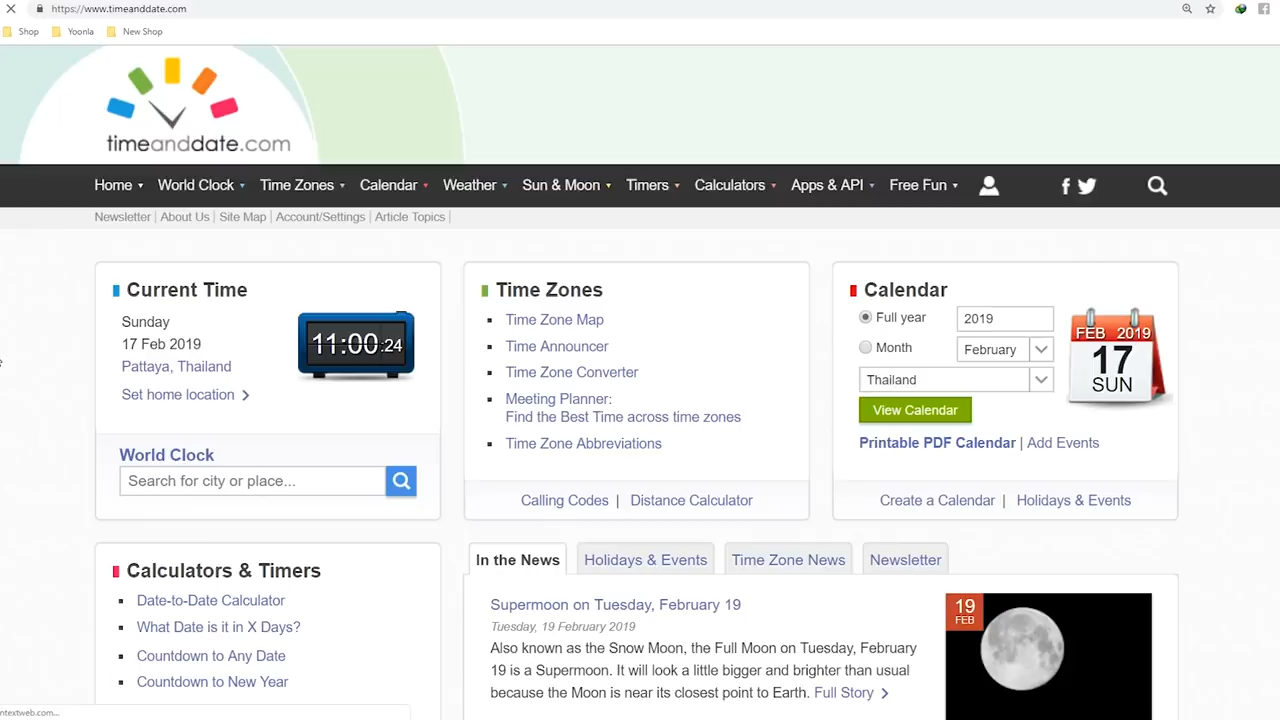 https://www.timeanddate.com
Shop
Yoonla
New Shop
timeanddate.com
Home
World Clock
Time Zones
Calendar
Weather
Sun & Moon
Timers
Calculators
Apps & API
Free Fun
Newsletter | About Us | Site Map | Account/Settings | Article Topics |
Current Time
Sunday
17 Feb 2019
Pattaya, Thailand
Set home location
11:00:24
World Clock
Search for city or place...
Time Zones
Time Zone Map
Time Announcer
Time Zone Converter
Meeting Planner:
Find the Best Time across time zones
Time Zone Abbreviations
Calling Codes | Distance Calculator
Calendar
Full year
2019
Month
February
Thailand
View Calendar
FEB 2019
17
SUN
Printable PDF Calendar | Add Events
Create a Calendar | Holidays & Events
Calculators & Timers
Date-to-Date Calculator
What Date is it in X Days?
Countdown to Any Date
Countdown to New Year
In the News
Holidays & Events
Time Zone News
Newsletter
Supermoon on Tuesday, February 19
Tuesday, 19 February 2019
Also known as the Snow Moon, the Full Moon on Tuesday, February
19 is a Supermoon. It will look a little bigger and brighter than usual
because the Moon is near its closest point to Earth. Full Story
19
FEB
ntextweb.com...